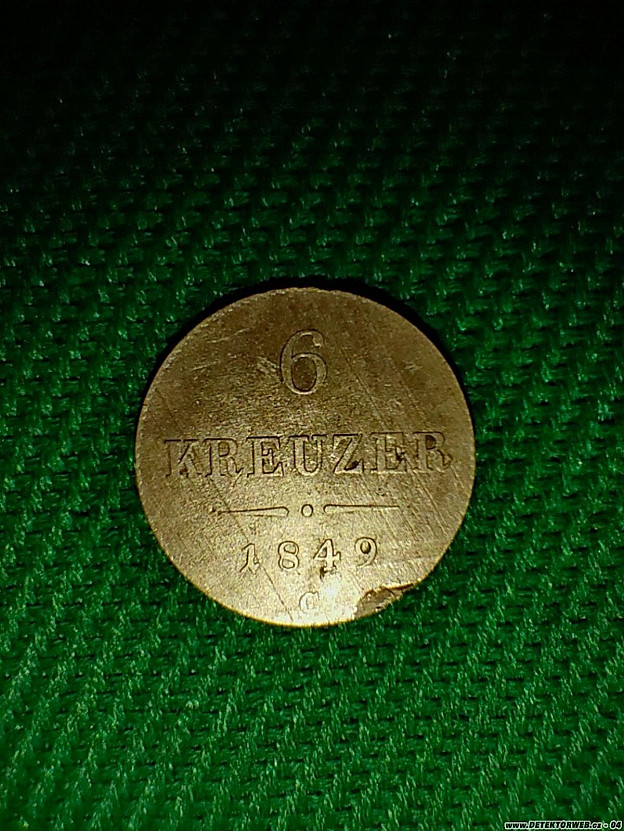 6
KREUZER
1849
C
www.DETEKTORWEB.cz - 04